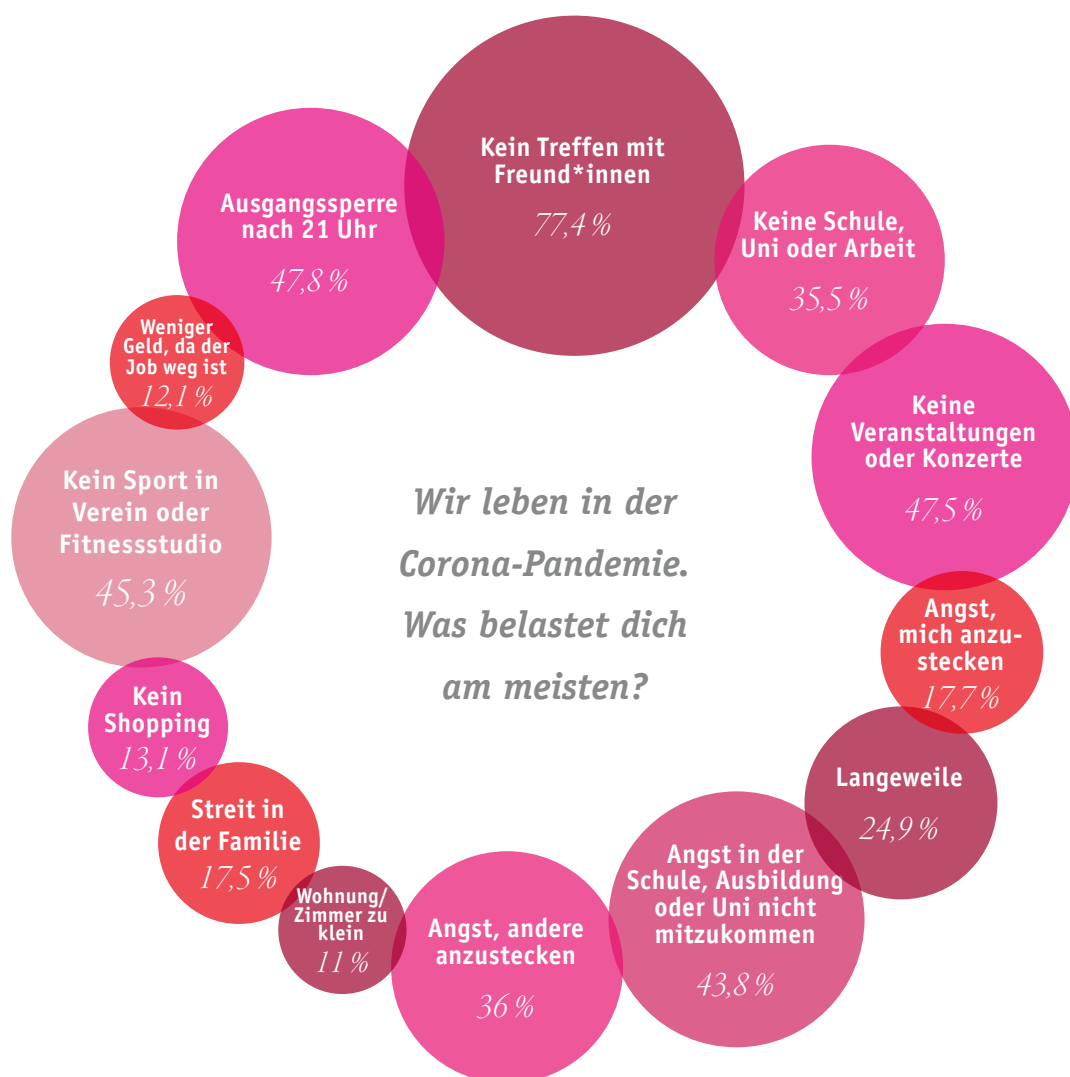 Kein Treffen mit
Freund*innen
77,4 %
Keine Schule,
Uni oder Arbeit
35,5 %
Keine
Veranstaltungen
oder Konzerte
47,5 %
Angst,
mich anzu-
stecken
17,7 %
Langeweile
24,9 %
Angst in der
Schule, Ausbildung
oder Uni nicht
mitzukommen
43,8 %
Angst, andere
anzustecken
36 %
Wohnung/
Zimmer zu
klein
11 %
Streit in
der Familie
17,5 %
Kein
Shopping
13,1 %
Kein Sport in
Verein oder
Fitnessstudio
45,3 %
Weniger
Geld, da der
Job weg ist
12,1 %
Ausgangssperre
nach 21 Uhr
47,8 %
Wir leben in der
Corona-Pandemie.
Was belastet dich
am meisten?